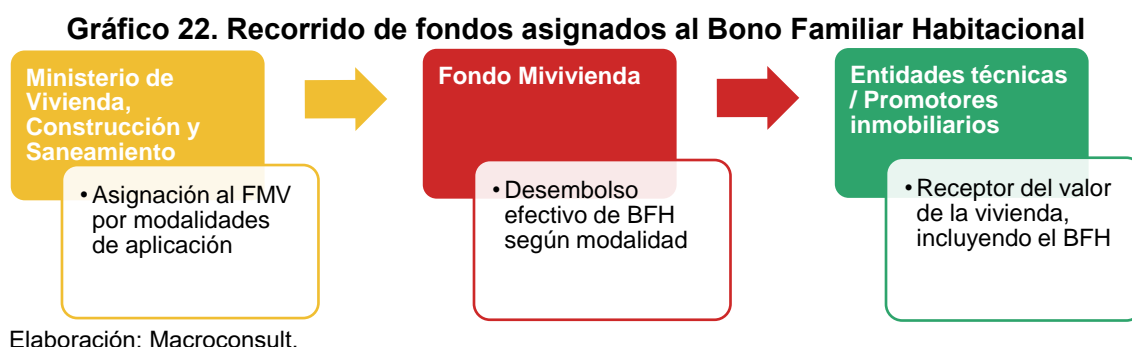 Gráfico 22. Recorrido de fondos asignados al Bono Familiar Habitacional
Ministerio de
Vivienda,
Construcción y
Saneamiento
• Asignación al FMV
por modalidades
de aplicación
Fondo Mivivienda
• Desembolso
efectivo de BFH
según modalidad
Entidades técnicas
/ Promotores
inmobiliarios
• Receptor del valor
de la vivienda,
incluyendo el BFH
Elaboración: Macroconsult.